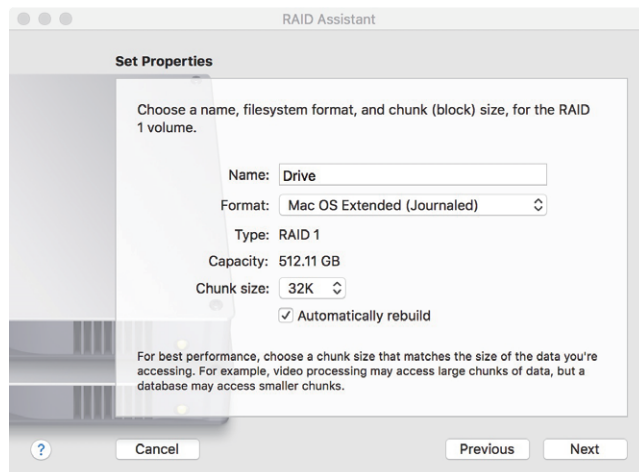 RAID Assistant
Set Properties
Choose a name, filesystem format, and chunk (block) size, for the RAID
1 volume.
Name: Drive
Format: Mac OS Extended (Journaled)
Type: RAID 1
Capacity: 512.11 GB
Chunk size: 32K
Automatically rebuild
For best performance, choose a chunk size that matches the size of the data you're
accessing. For example, video processing may access large chunks of data, but a
database may access smaller chunks.
? Cancel Previous Next